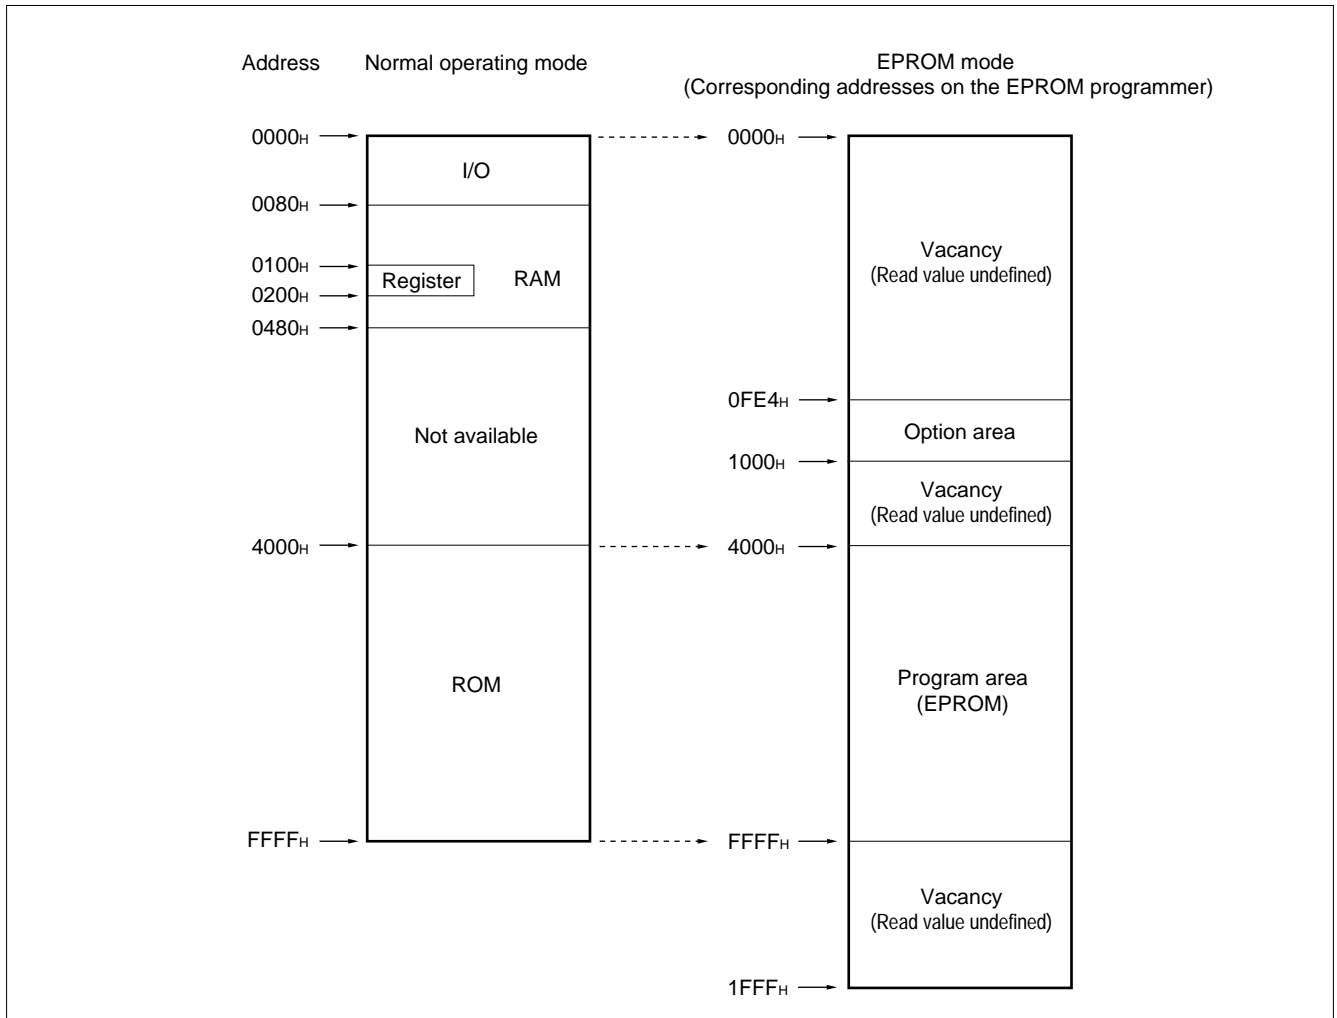 Address
Normal operating mode
EPROM mode
(Corresponding addresses on the EPROM programmer)
0000H
I/O
0080H
0100H
Register
RAM
0200H
0480H
Not available
4000H
ROM
FFFFH
0000H
Vacancy
(Read value undefined)
0FE4H
Option area
1000H
Vacancy
(Read value undefined)
4000H
Program area
(EPROM)
FFFFH
Vacancy
(Read value undefined)
1FFFH